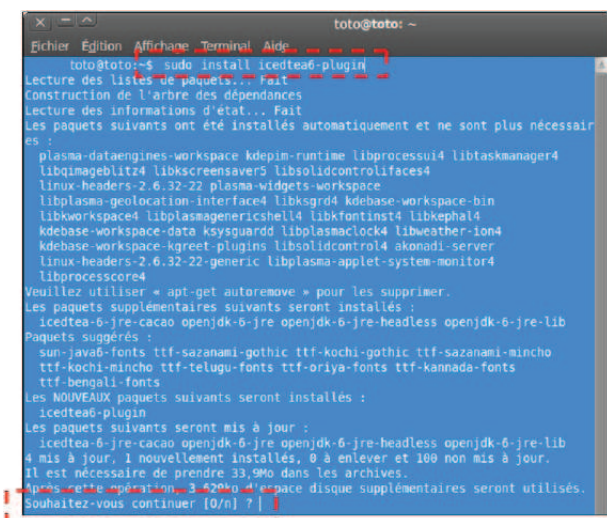 toto@toto: ~
Fichier Édition Affichage Terminal Aide
toto@toto:~$ sudo install icedtea6-plugin
Lecture des listes de paquets... Fait
Construction de l'arbre des dépendances
Lecture des informations d'état... Fait
Les paquets suivants ont été installés automatiquement et ne sont plus nécessair
es :
plasma-dataengines-workspace kdepim-runtime libprocessui4 libtaskmanager4
libqimageblitz4 libkscreensaver5 libsolidcontrolifaces4
linux-headers-2.6.32-22 plasma-widgets-workspace
libplasma-geolocation-interface4 libksgrd4 kdebase-workspace-bin
libkworkspace4 libplasmagenericshell4 libkfontinst4 libkephal4
kdebase-workspace-data ksysguardd libplasmaclock4 libweather-ion4
kdebase-workspace-kgreet-plugins libsolidcontrol4 akonadi-server
linux-headers-2.6.32-22-generic libplasma-applet-system-monitor4
libprocesscore4
Veuillez utiliser « apt-get autoremove » pour les supprimer.
Les paquets supplémentaires suivants seront installés :
icedtea-6-jre-cacao openjdk-6-jre openjdk-6-jre-headless openjdk-6-jre-lib
Paquets suggérés :
sun-java6-fonts ttf-sazanami-gothic ttf-kochi-gothic ttf-sazanami-mincho
ttf-kochi-mincho ttf-telugu-fonts ttf-oriya-fonts ttf-kannada-fonts
ttf-bengali-fonts
Les NOUVEAUX paquets suivants seront installés :
icedtea6-plugin
Les paquets suivants seront mis à jour :
icedtea-6-jre-cacao openjdk-6-jre openjdk-6-jre-headless openjdk-6-jre-lib
4 mis à jour, 1 nouvellement installés, 0 à enlever et 100 non mis à jour.
Il est nécessaire de prendre 33,9Mo dans les archives.
Après cette opération, 3 629ko d'espace disque supplémentaires seront utilisés.
Souhaitez-vous continuer [O/n] ?